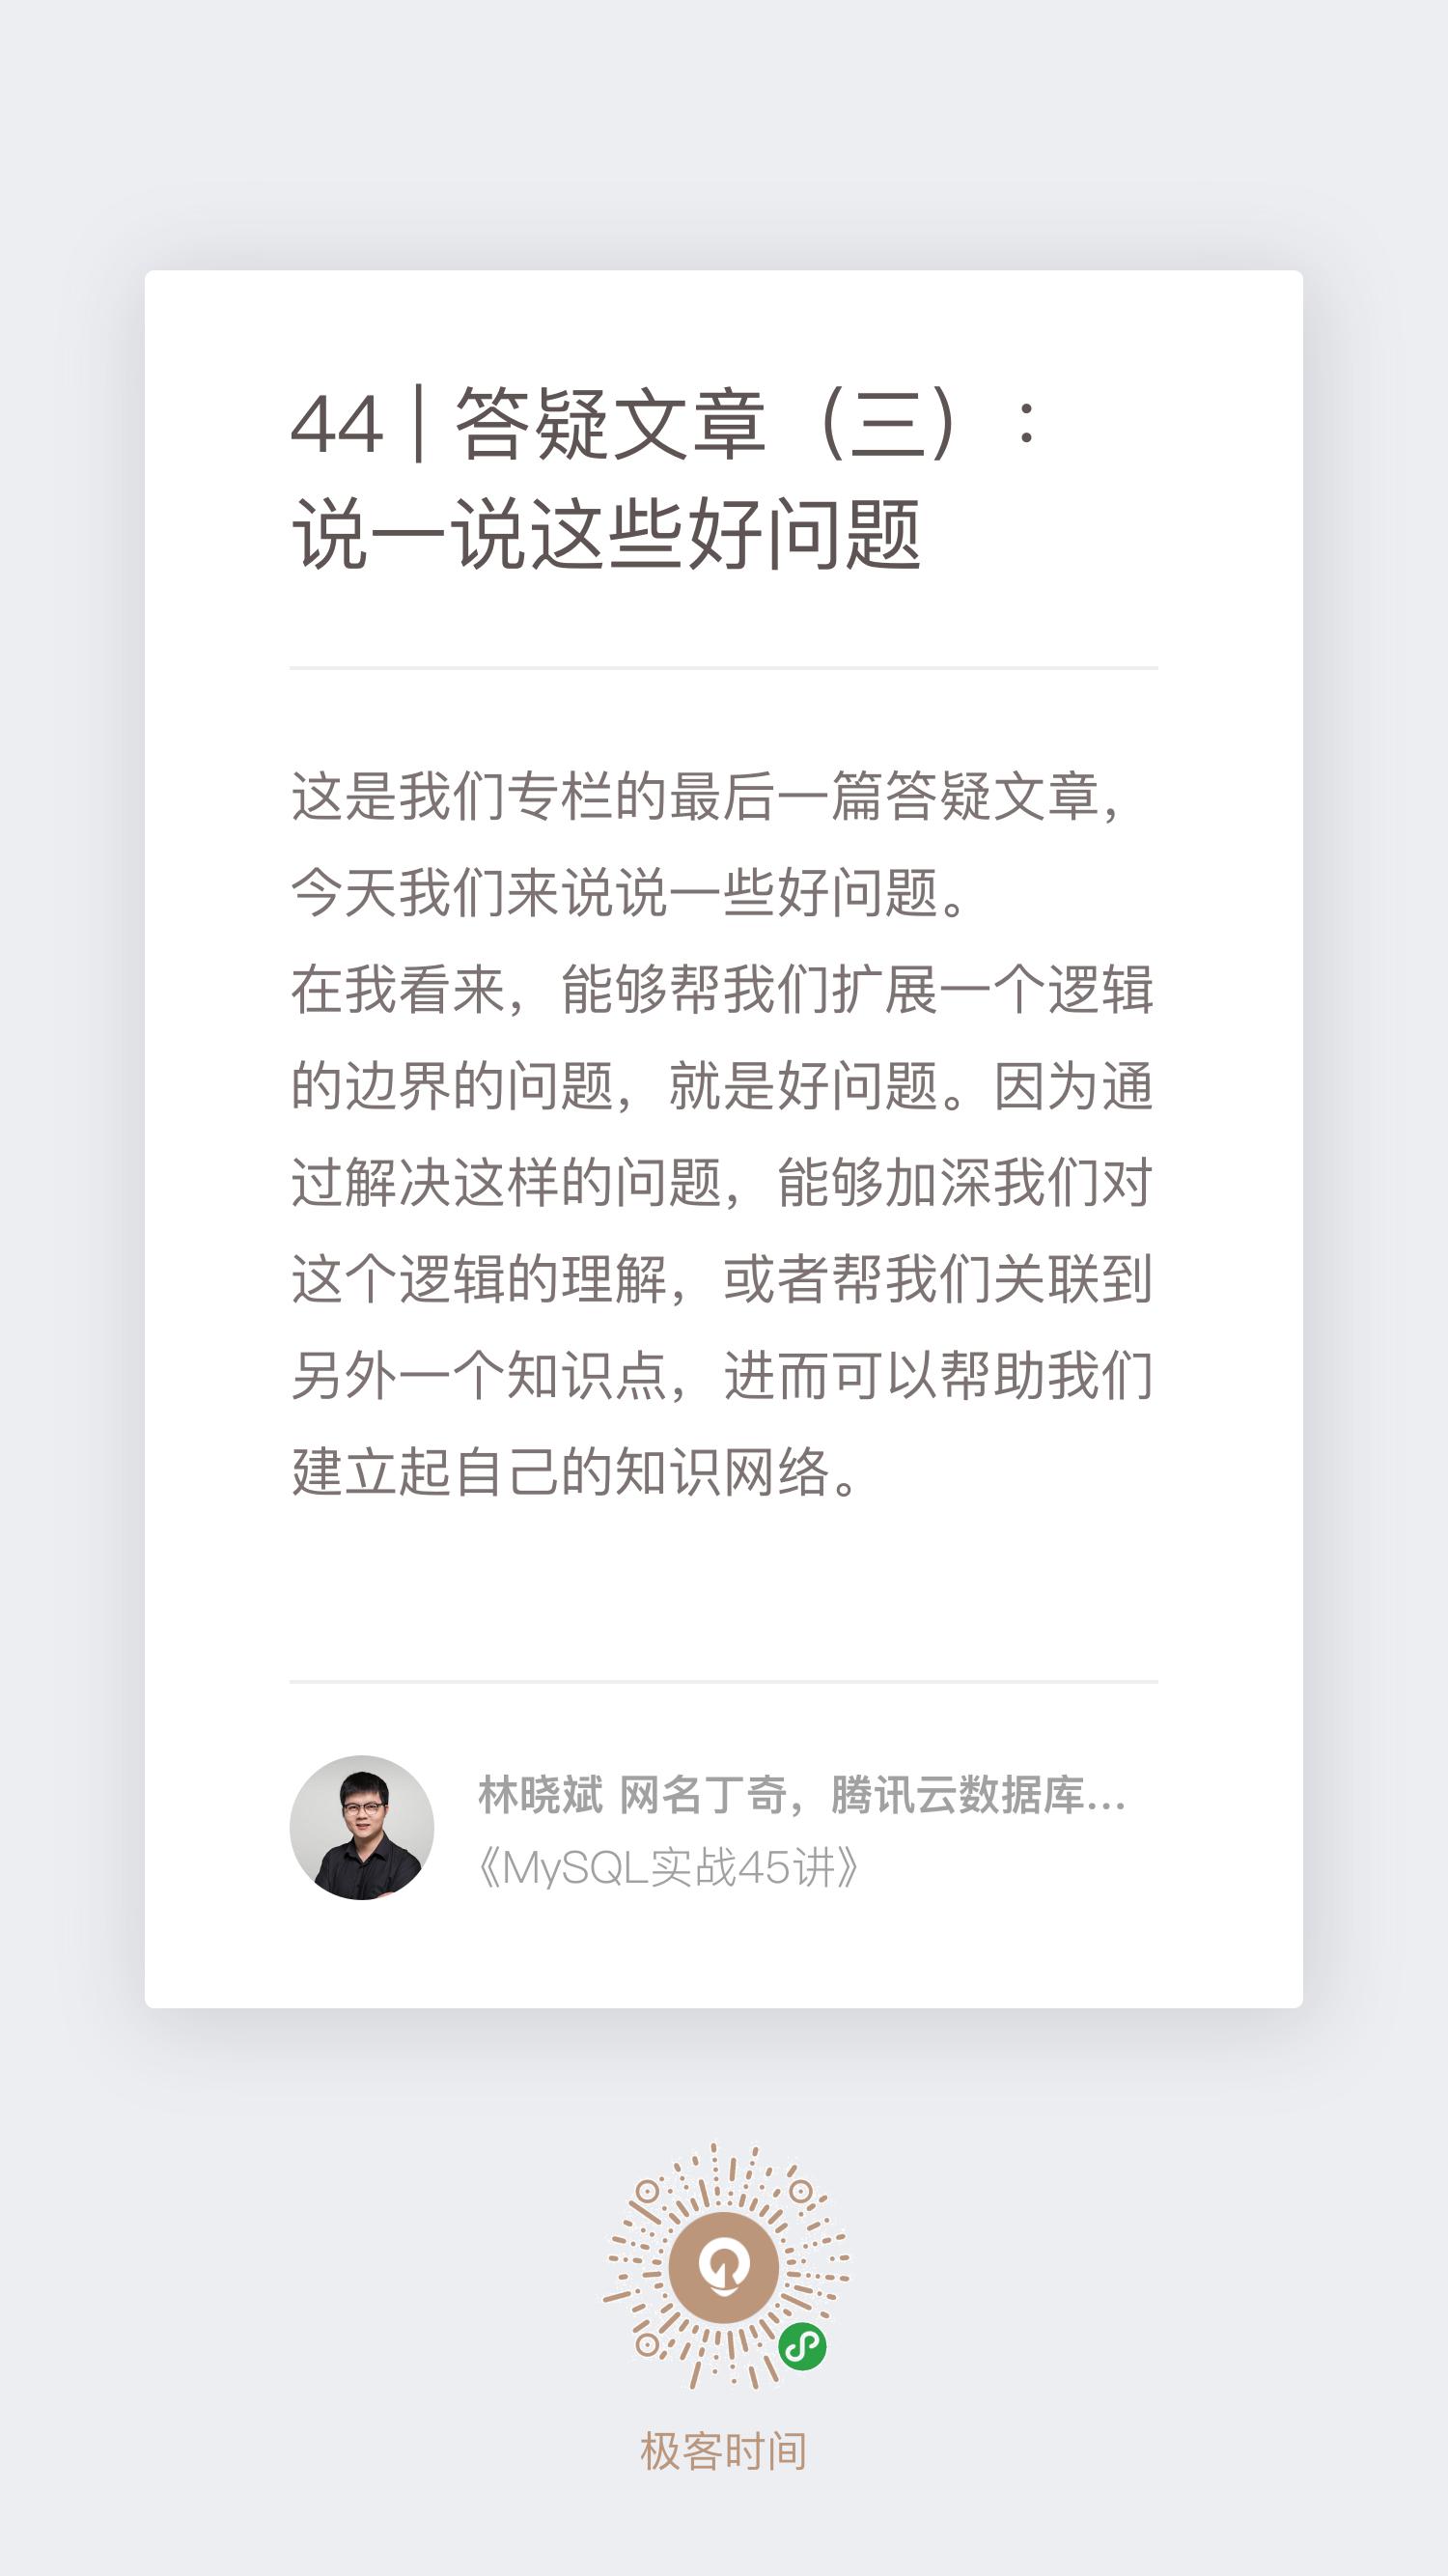 44 | 答疑文章（三）：
说一说这些好问题
这是我们专栏的最后一篇答疑文章，
今天我们来说说一些好问题。
在我看来，能够帮我们扩展一个逻辑
的边界的问题，就是好问题。因为通
过解决这样的问题，能够加深我们对
这个逻辑的理解，或者帮我们关联到
另外一个知识点，进而可以帮助我们
建立起自己的知识网络。
林晓斌 网名丁奇，腾讯云数据库...
《MySQL实战45讲》
极客时间